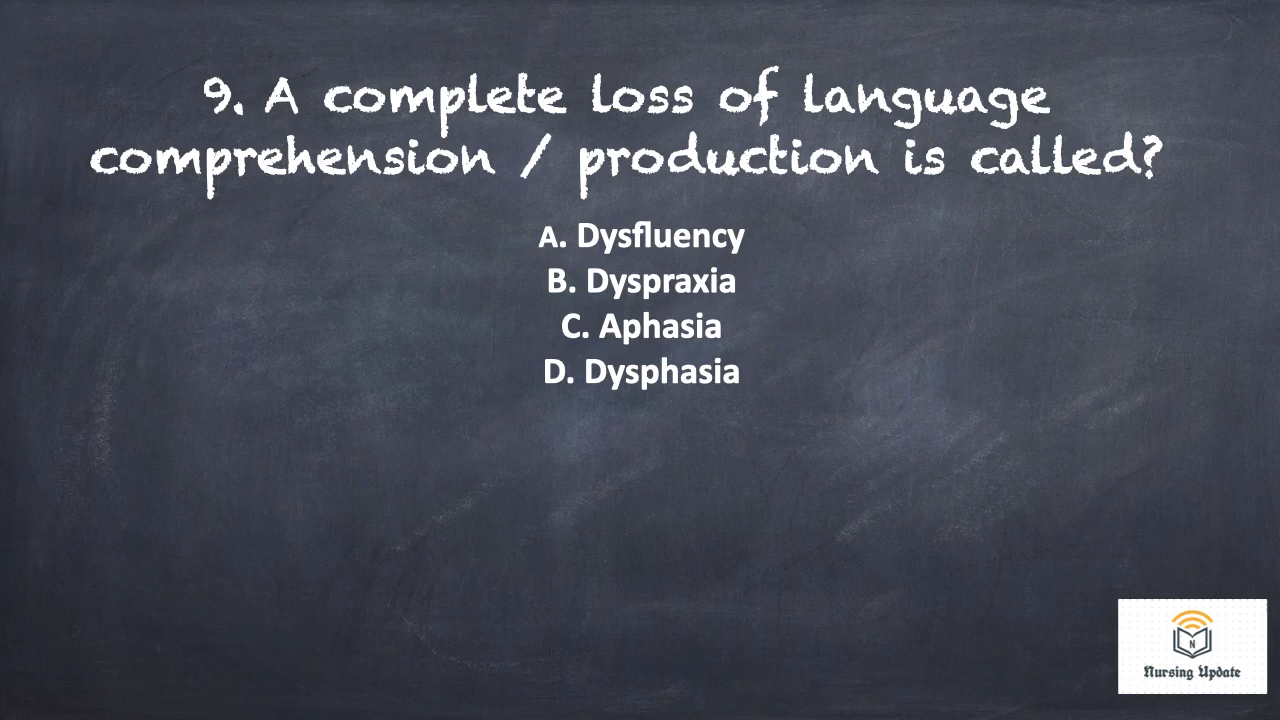 9. A complete loss of language
comprehension / production is called?
A. Dysfluency
B. Dyspraxia
C. Aphasia
D. Dysphasia
N
Nursing Update